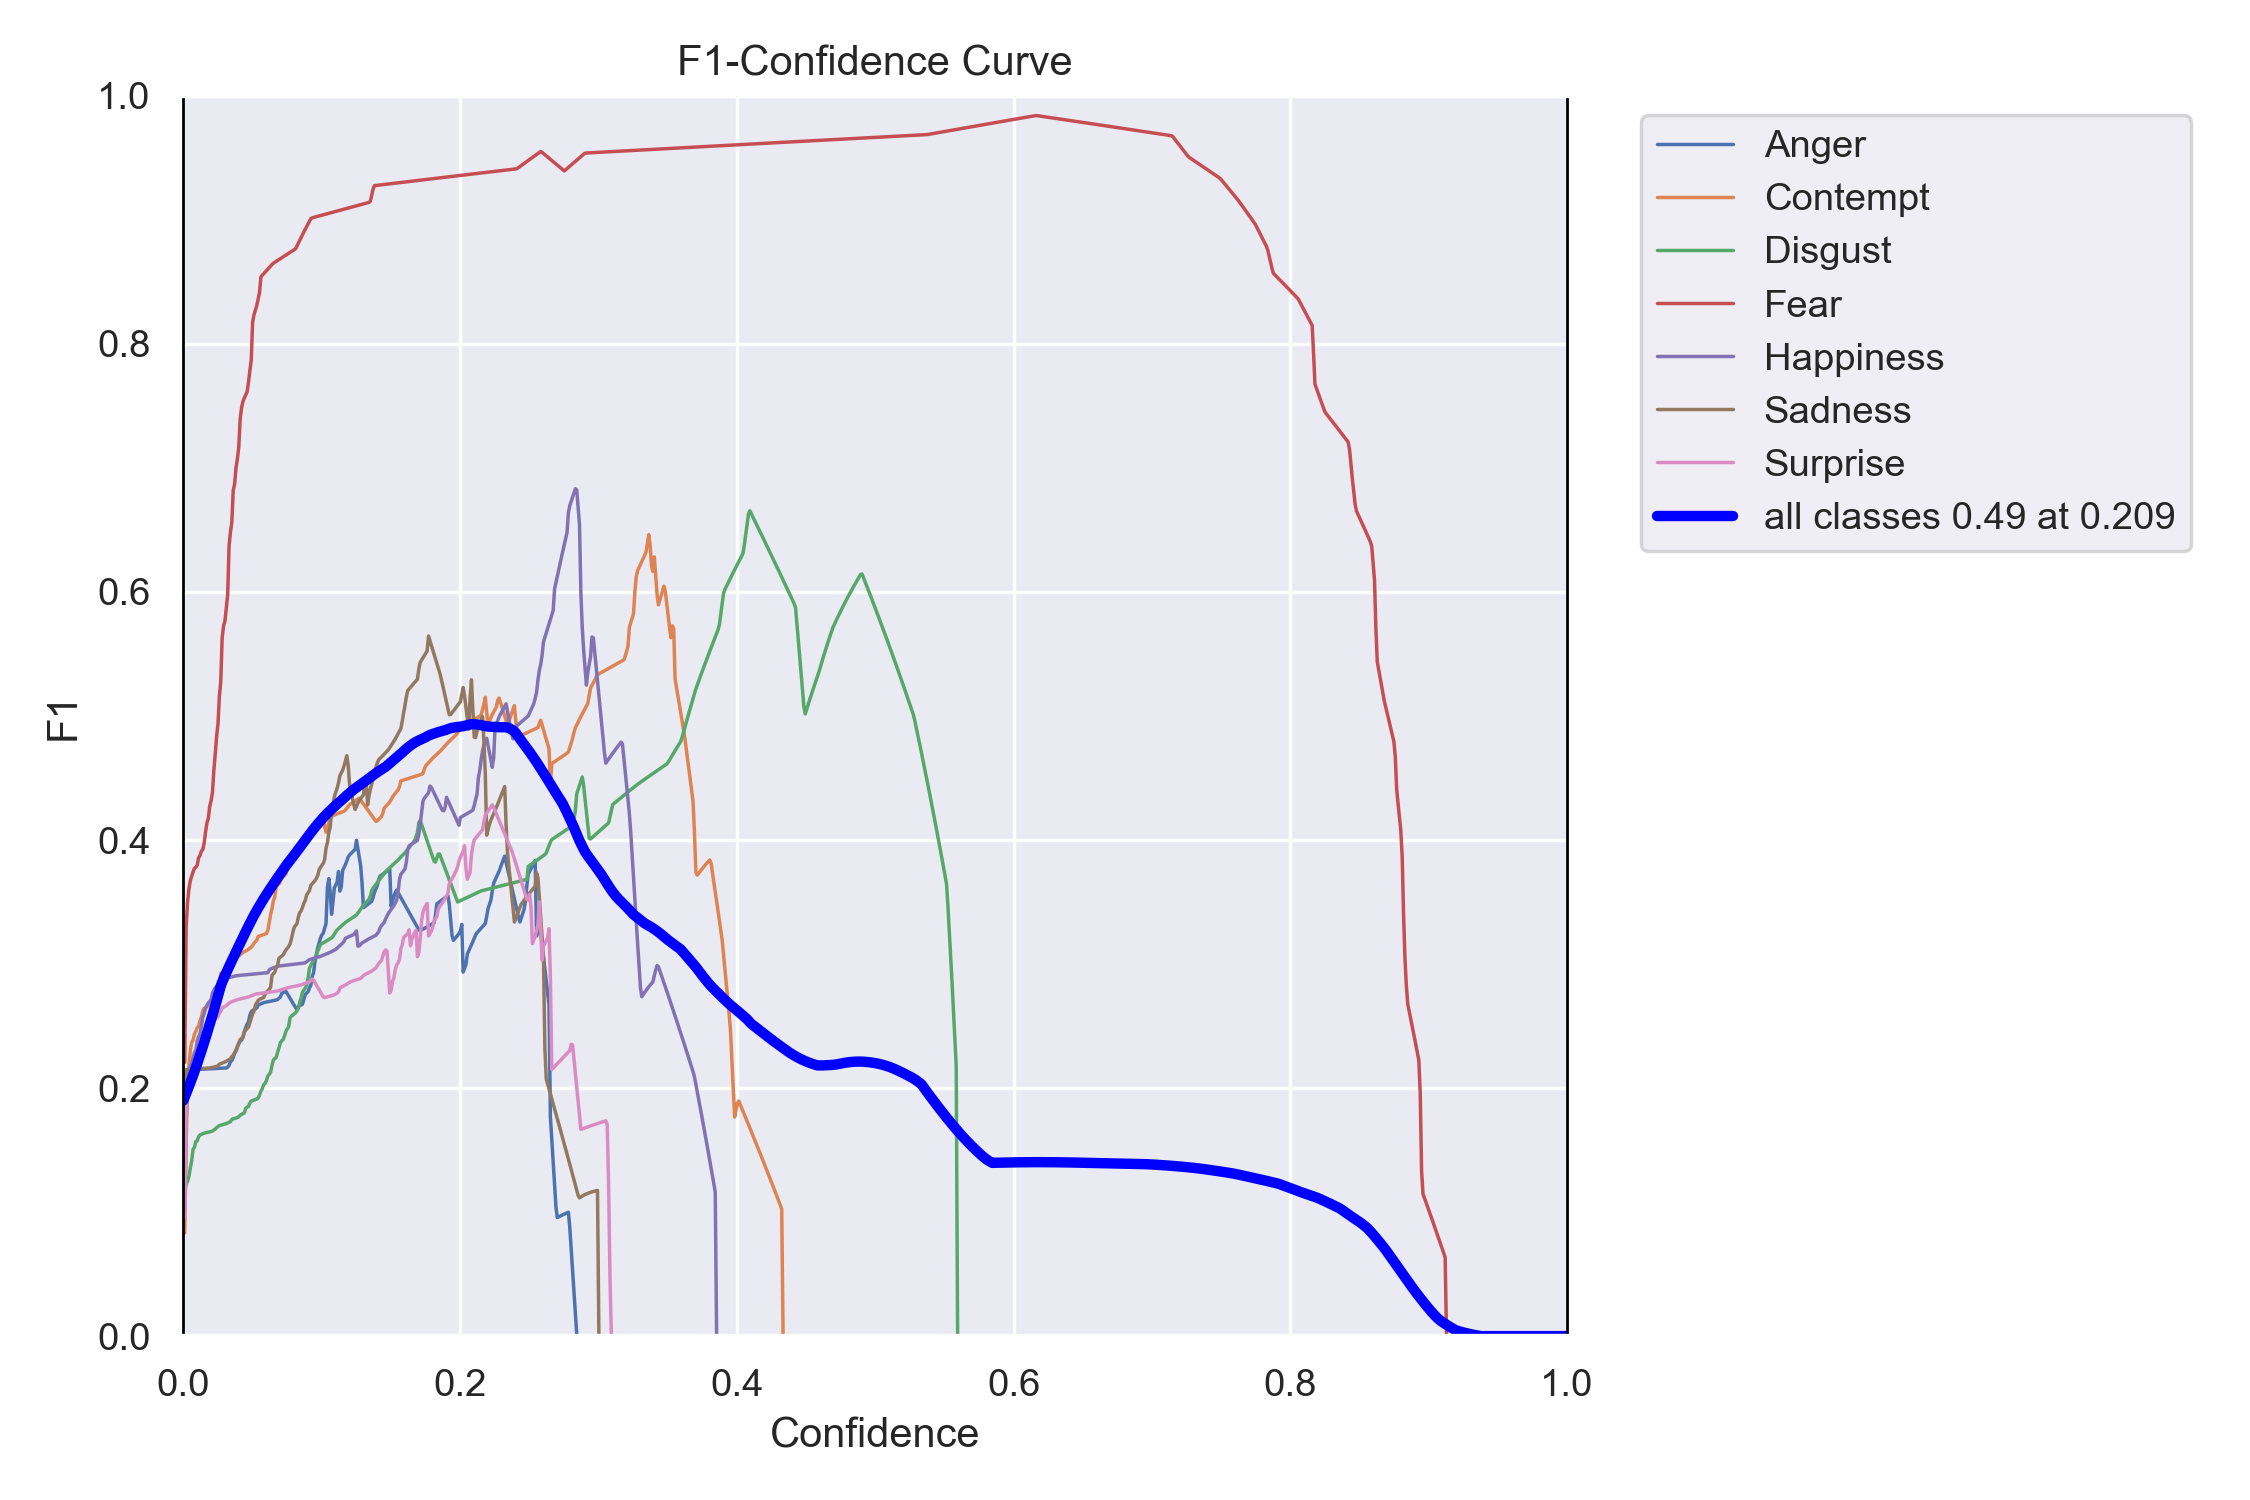 F1-Confidence Curve
1.0
0.8
0.6
0.4
0.2
0.0
F1
0.0 0.2 0.4 0.6 0.8 1.0
Confidence
Anger
Contempt
Disgust
Fear
Happiness
Sadness
Surprise
all classes 0.49 at 0.209